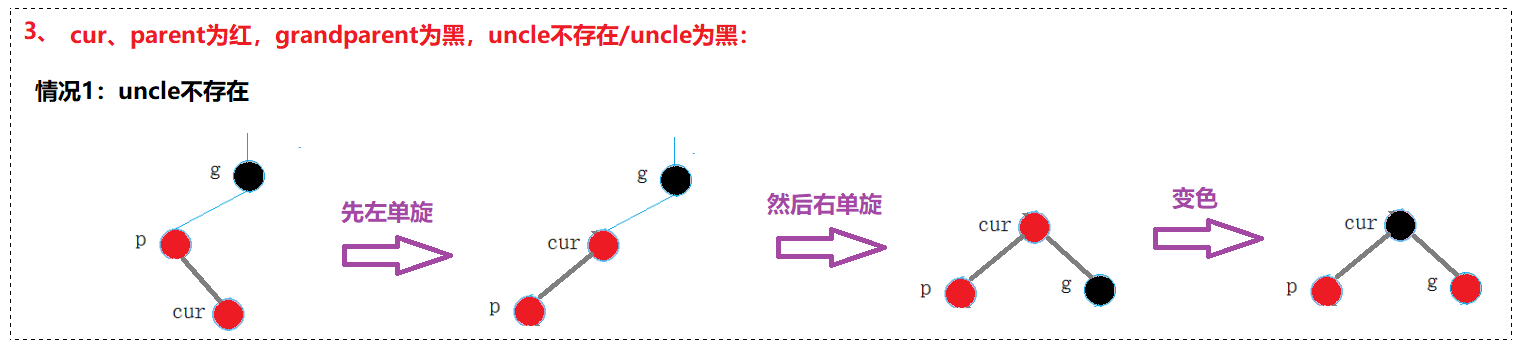 3、 cur、parent为红，grandparent为黑，uncle不存在/uncle为黑：
情况1：uncle不存在
g
p
cur
先左单旋
g
cur
p
然后右单旋
cur
p
g
变色
cur
p
g